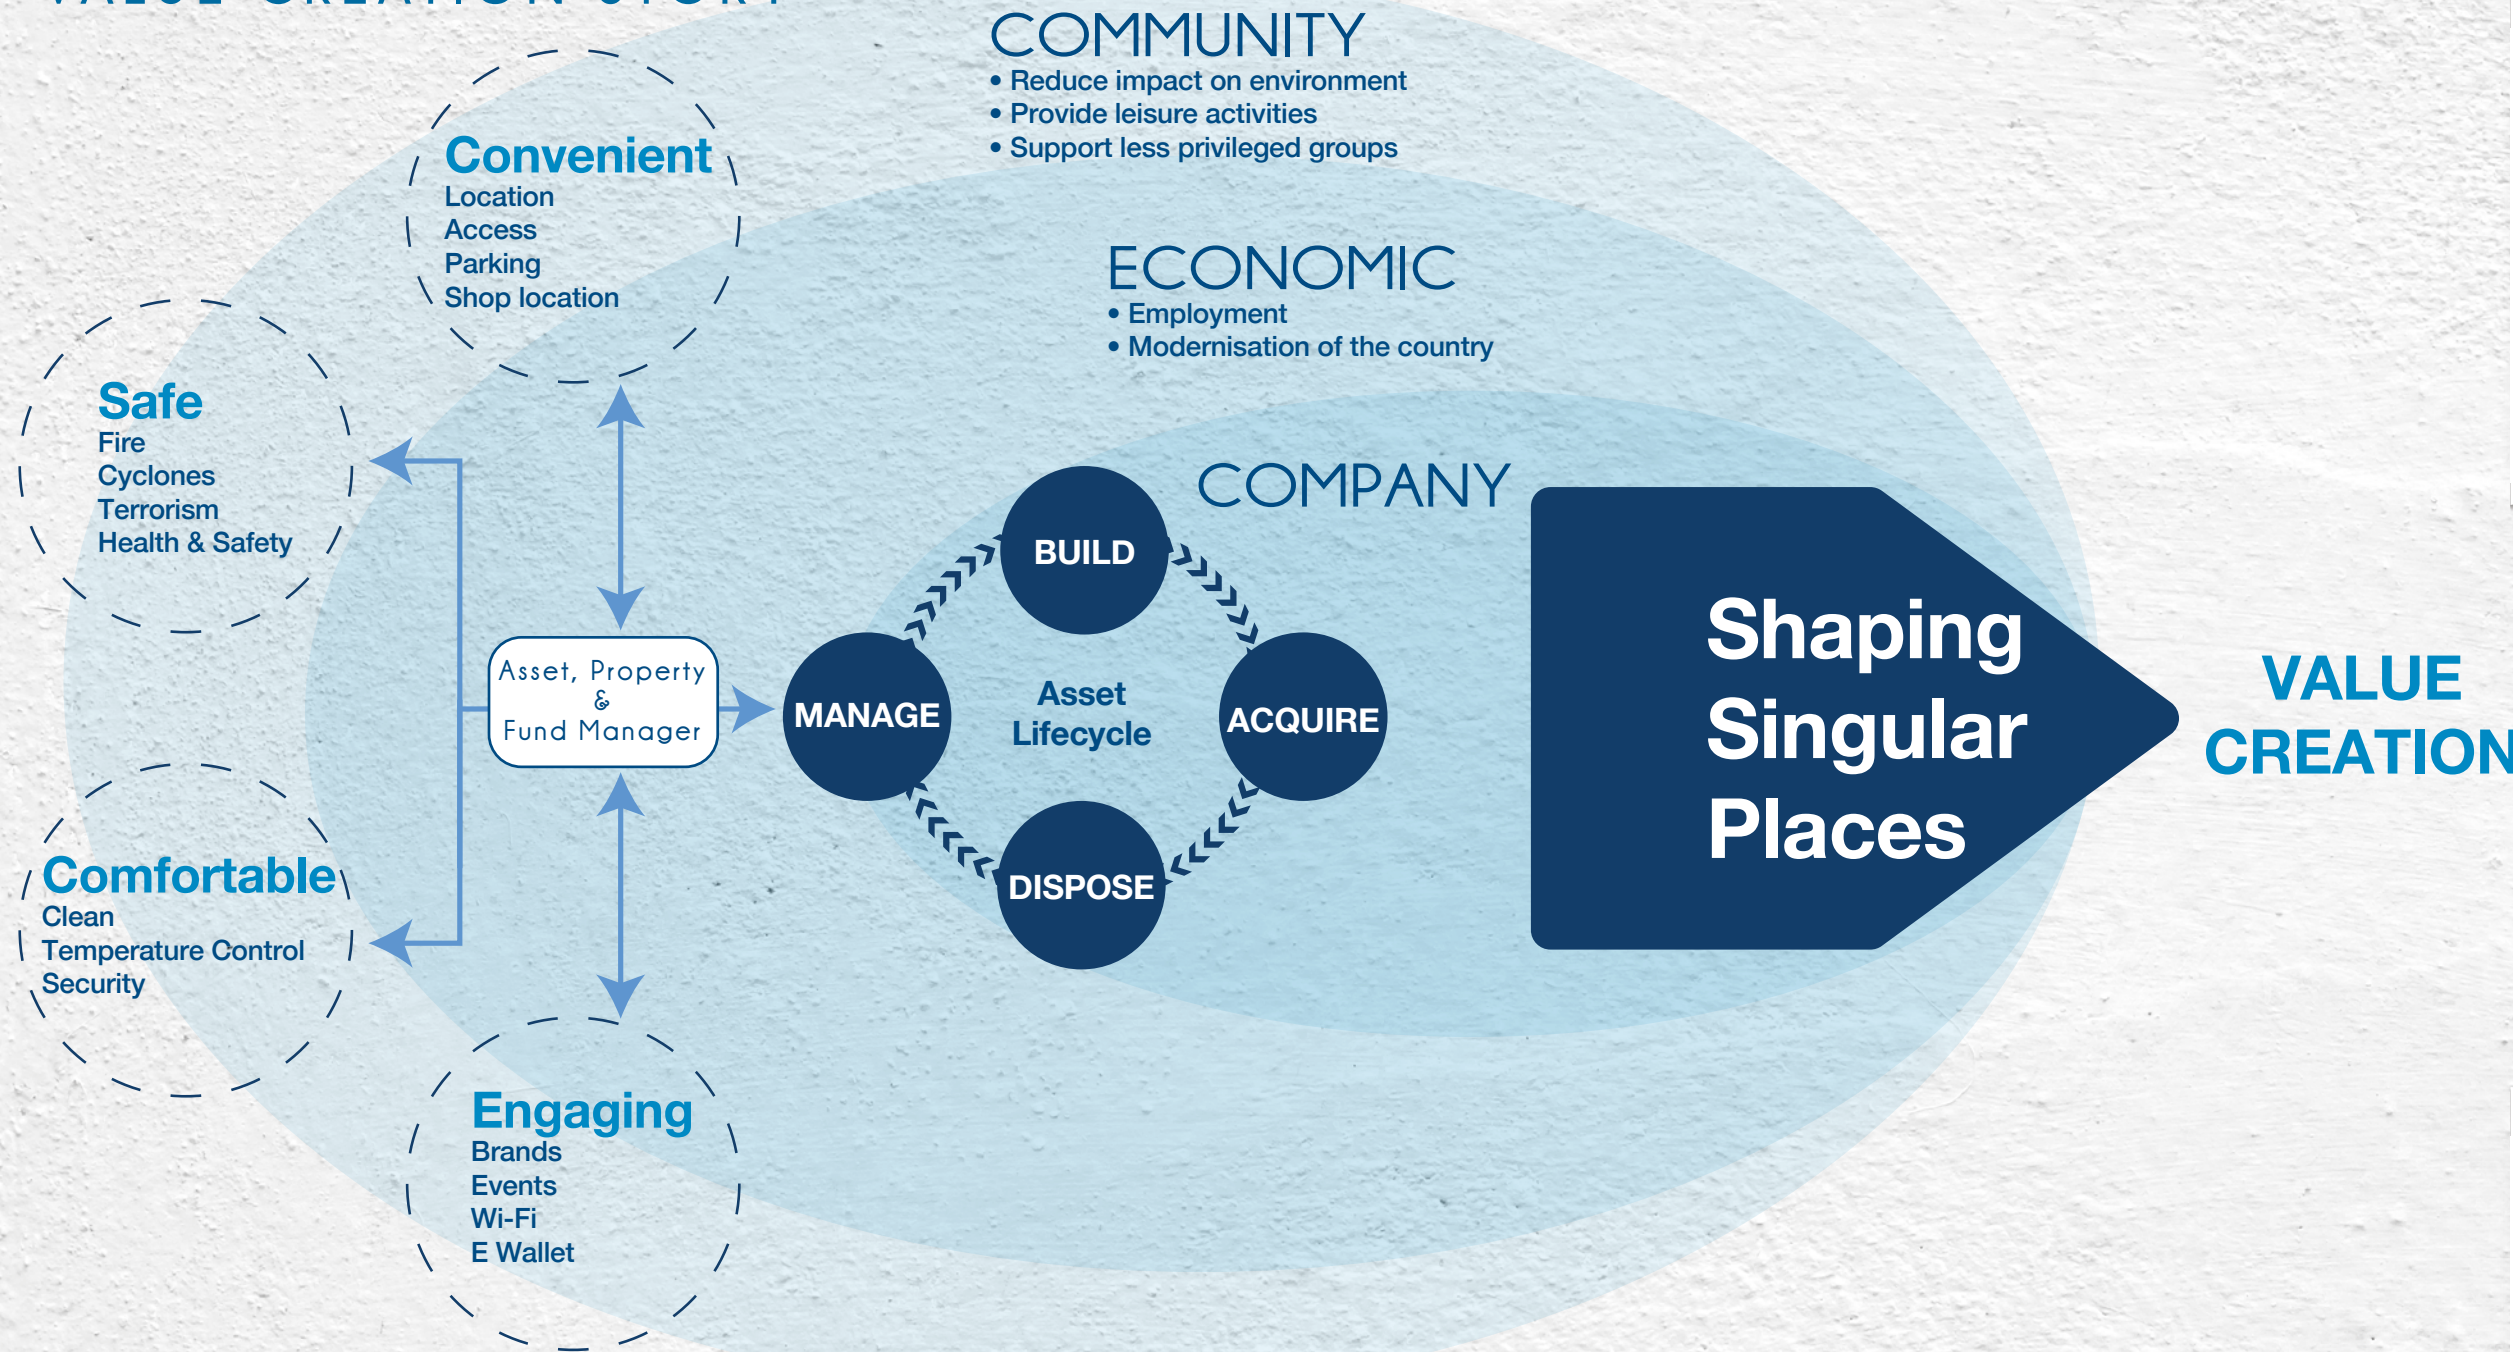 VALUE CREATION STORY
COMMUNITY
• Reduce impact on environment
• Provide leisure activities
• Support less privileged groups
Convenient
Location
Access
Parking
Shop location
ECONOMIC
• Employment
• Modernisation of the country
Safe
Fire
Cyclones
Terrorism
Health & Safety
COMPANY
BUILD
Asset, Property
&
Fund Manager
MANAGE
Asset
Lifecycle
ACQUIRE
DISPOSE
Shaping
Singular
Places
VALUE
CREATION
Comfortable
Clean
Temperature Control
Security
Engaging
Brands
Events
Wi-Fi
E Wallet